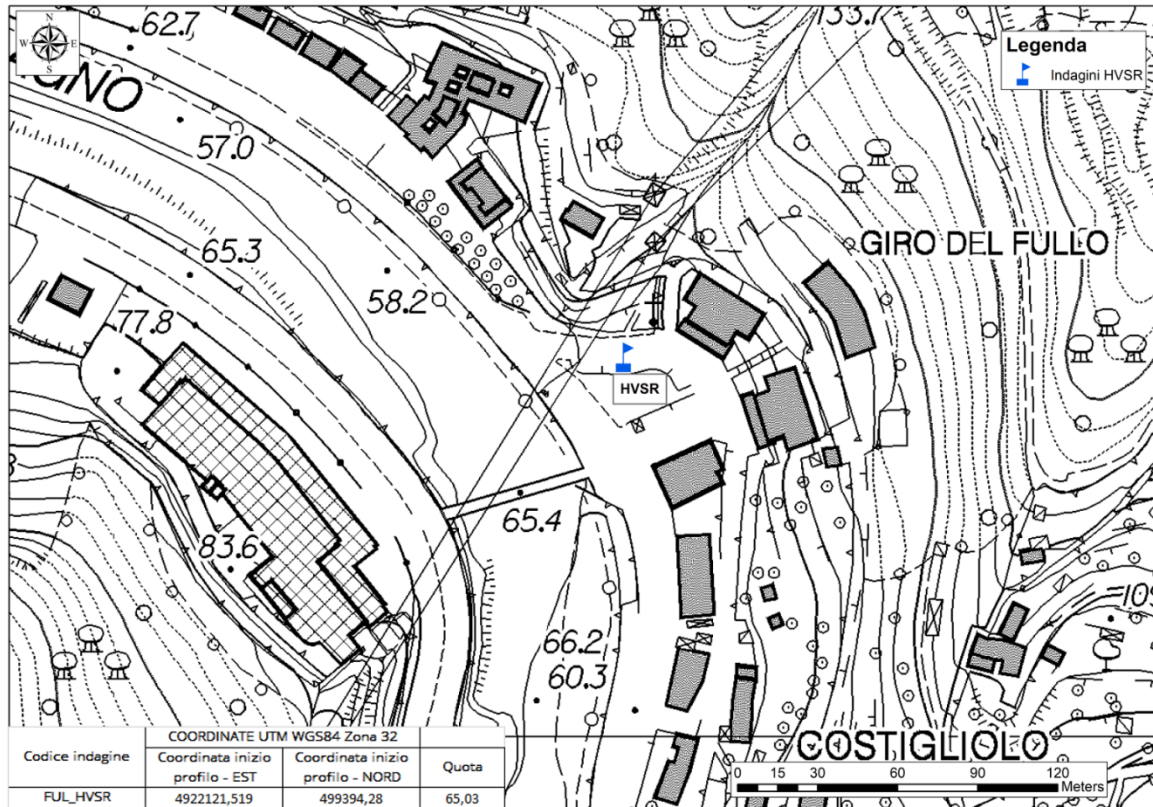 N
W E
S
62.7
133.7
GNO
Legenda
Indagini HVSR
57.0
65.3
GIRO DEL FULLO
58.2
77.8
HVSR
65.4
83.6
66.2
60.3
COSTIGLIOLO
0 15 30 60 90 120
Meters
Codice indagine
COORDINATE UTM WGS84 Zona 32
Coordinata inizio profilo - EST
Coordinata inizio profilo - NORD
Quota
FUL_HVSR 4922121,519 499394,28 65,03